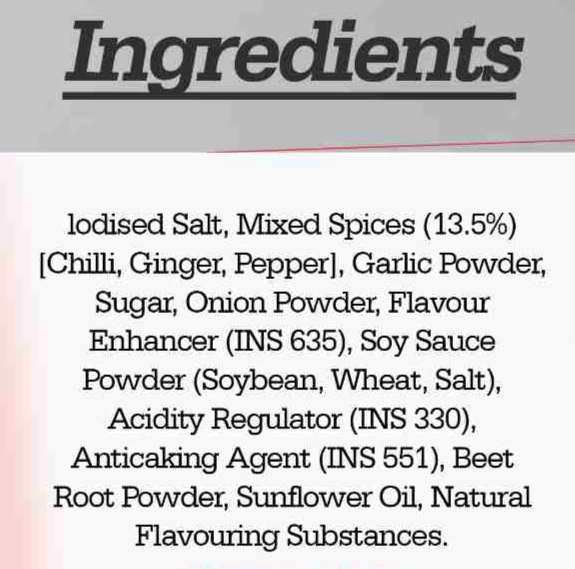 Ingredients
Iodised Salt, Mixed Spices (13.5%)
[Chilli, Ginger, Pepper], Garlic Powder,
Sugar, Onion Powder, Flavour
Enhancer (INS 635), Soy Sauce
Powder (Soybean, Wheat, Salt),
Acidity Regulator (INS 330),
Anticaking Agent (INS 551), Beet
Root Powder, Sunflower Oil, Natural
Flavouring Substances.